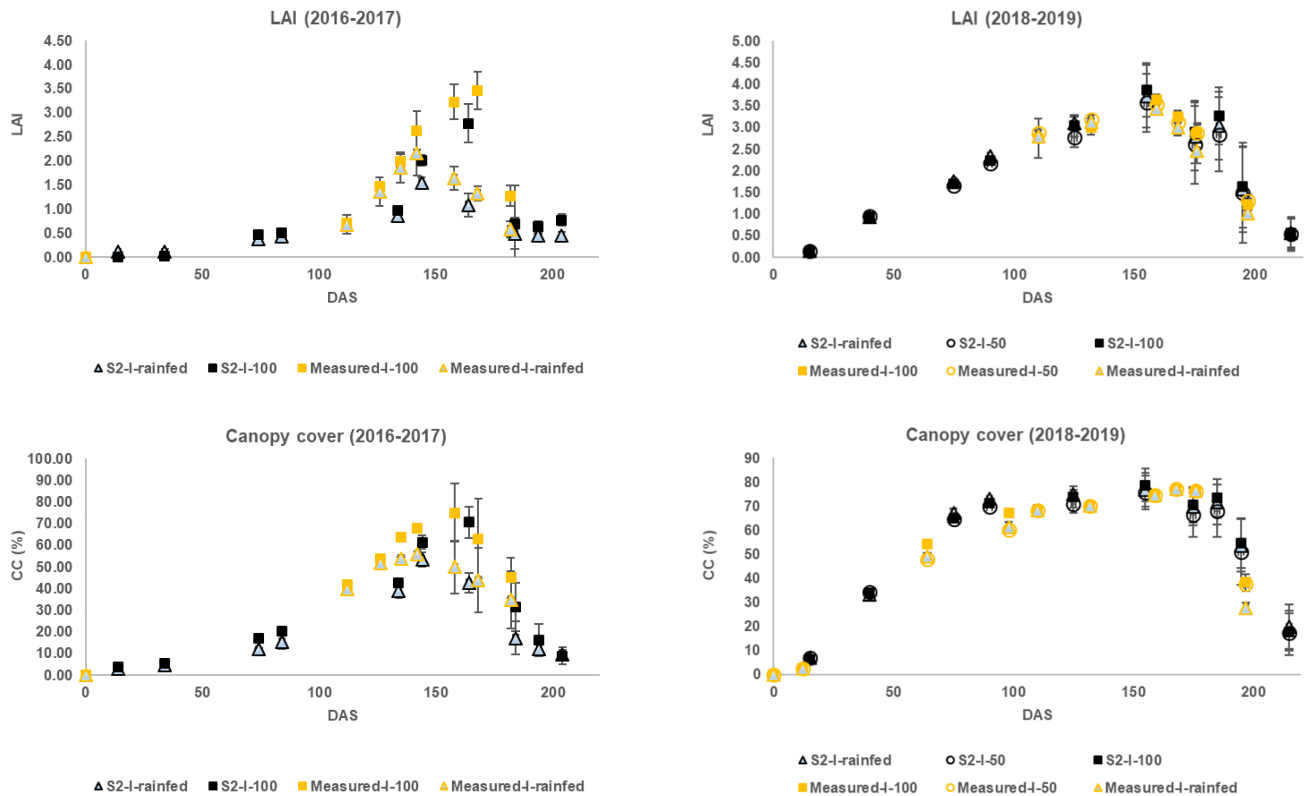 LAI (2016-2017)
4.50
4.00
3.50
3.00
2.50
2.00
1.50
1.00
0.50
0.00
LAI
0 50 100 150 200
DAS
S2-I-rainfed S2-I-100 Measured-I-100 Measured-I-rainfed
LAI (2018-2019)
5.00
4.50
4.00
3.50
3.00
2.50
2.00
1.50
1.00
0.50
0.00
LAI
0 50 100 150 200
DAS
S2-I-rainfed S2-I-50 S2-I-100
Measured-I-100 Measured-I-50 Measured-I-rainfed
Canopy cover (2016-2017)
100.00
90.00
80.00
70.00
60.00
50.00
40.00
30.00
20.00
10.00
0.00
CC (%)
0 50 100 150 200
DAS
S2-I-rainfed S2-I-100 Measured-I-100 Measured-I-rainfed
Canopy cover (2018-2019)
90
80
70
60
50
40
30
20
10
0
CC (%)
0 50 100 150 200
DAS
S2-I-rainfed S2-I-50 S2-I-100
Measured-I-100 Measured-I-50 Measured-I-rainfed